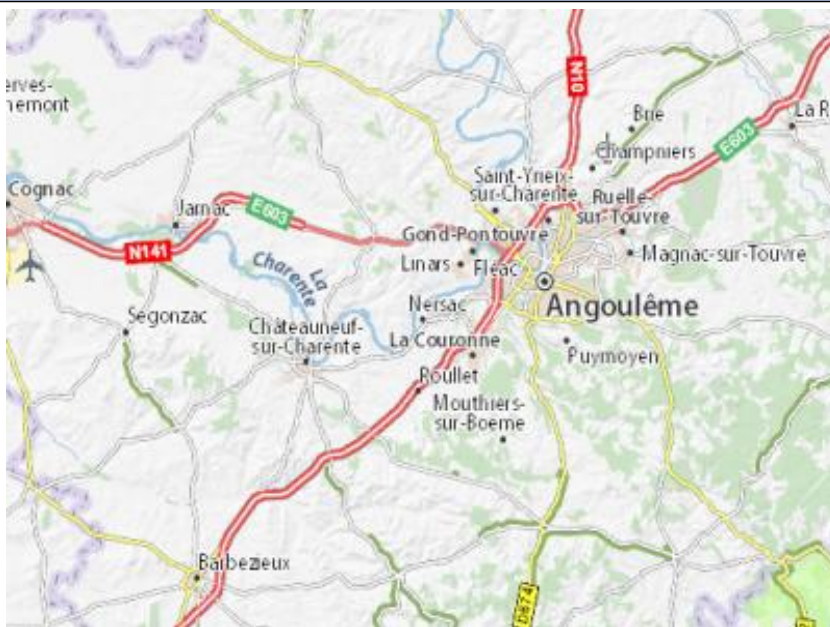 erves-
nemont
N10
Brie
La R
E603
Champniers
Cognac
Saint-Yrieix-
sur-Charente
Ruelle-
sur-Touvre
Jarnac
E603
Gond-Pontouvre
N141
Linars
Fléac
Magnac-sur-Touvre
La
Charente
Angoulême
Nersac
Segonzac
Châteauneuf-
sur-Charente
La Couronne
Puymoyen
Roullet
Mouthiers-
sur-Boeme
Barbezieux
D674